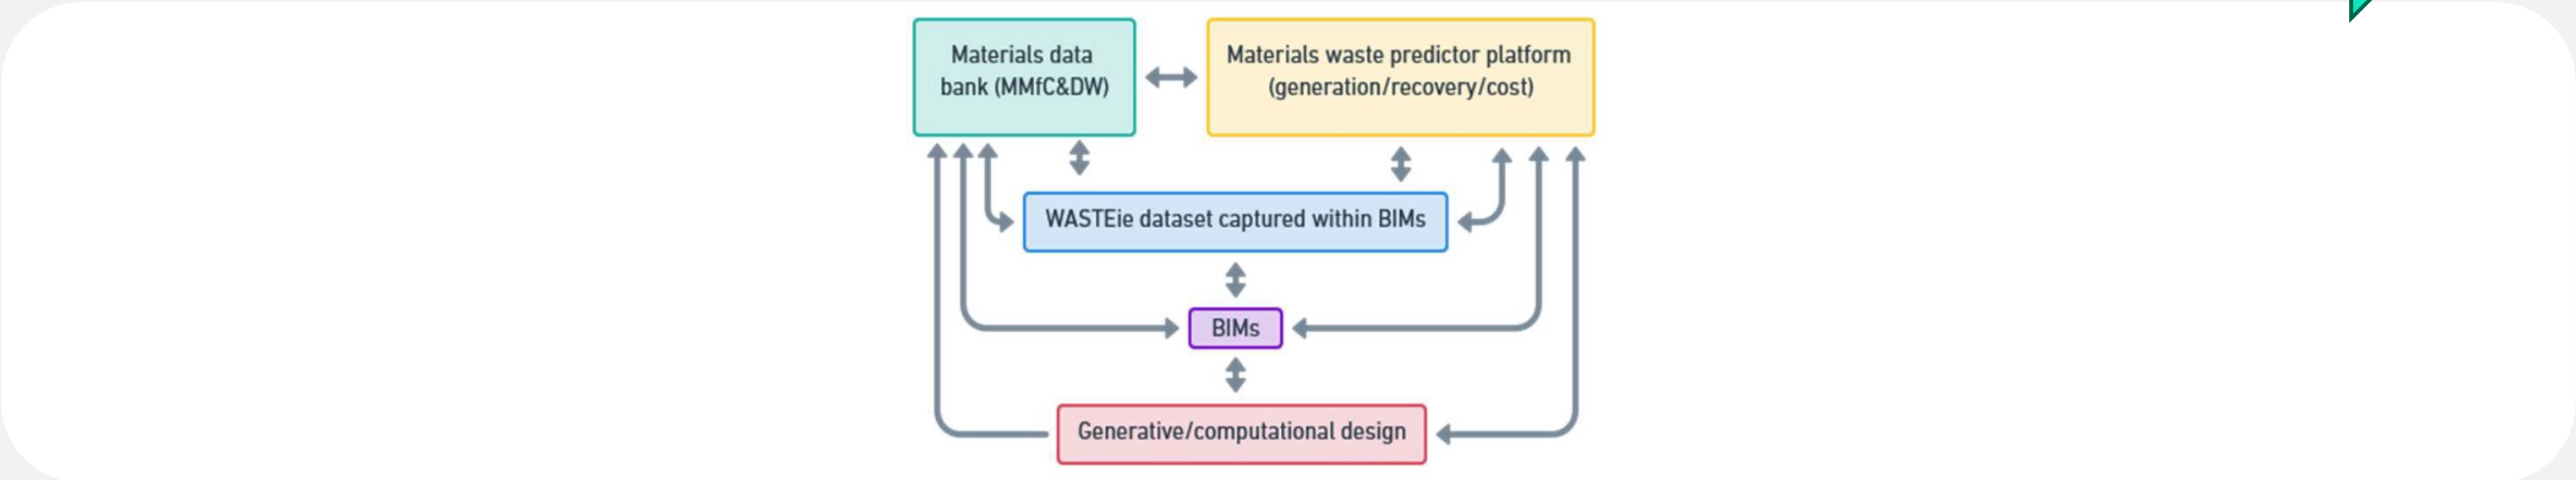 Materials data
bank (MMfC&DW)
Materials waste predictor platform
(generation/recovery/cost)
WASTEie dataset captured within BIMs
BIMs
Generative/computational design